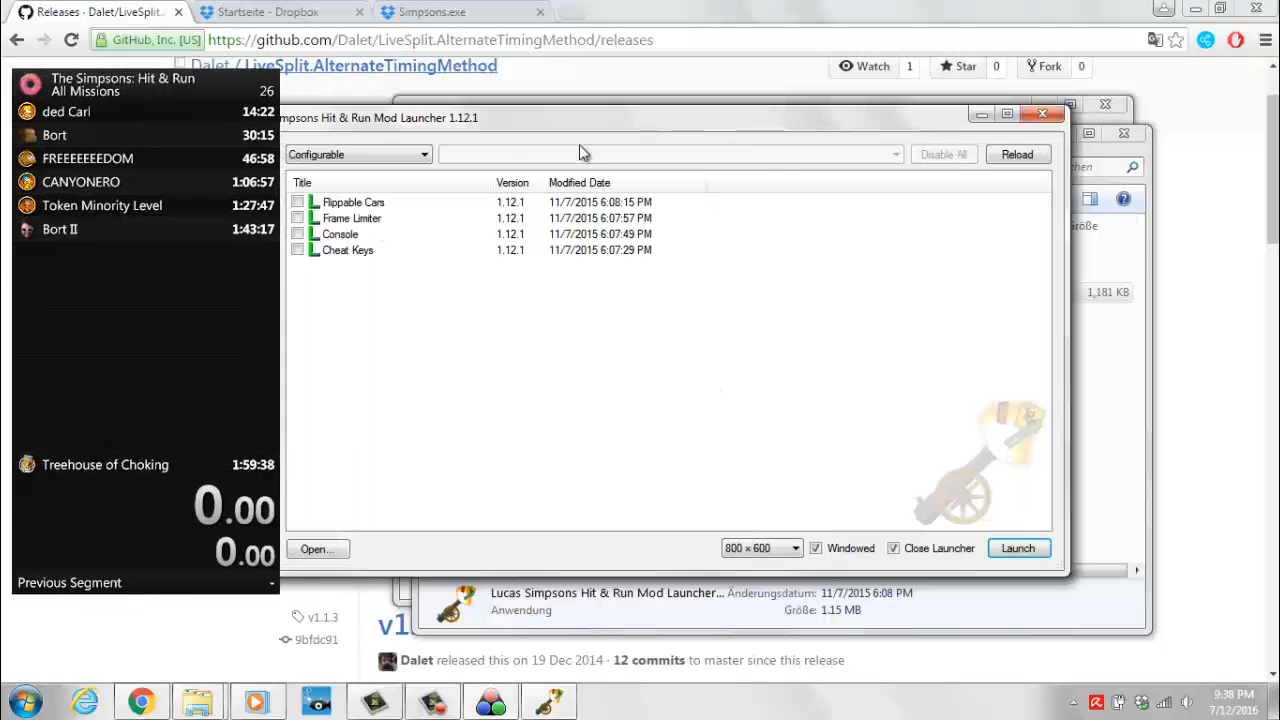 Releases · Dalet/LiveSplit.
Startseite - Dropbox
Simpsons.exe
GitHub, Inc. [US]
https://github.com/Dalet/LiveSplit.AlternateTimingMethod/releases
Dalet / LiveSplit.AlternateTimingMethod
Watch 1
Star 0
Fork 0
The Simpsons: Hit & Run
All Missions 26
ded Carl 14:22
Bort 30:15
FREEEEEEDOM 46:58
CANYONERO 1:06:57
Token Minority Level 1:27:47
Bort II 1:43:17
Treehouse of Choking 1:59:38
0.00
0.00
Previous Segment -
mpsons Hit & Run Mod Launcher 1.12.1
Configurable
Disable All
Reload
Title Version Modified Date
Flippable Cars 1.12.1 11/7/2015 6:08:15 PM
Frame Limiter 1.12.1 11/7/2015 6:07:57 PM
Console 1.12.1 11/7/2015 6:07:49 PM
Cheat Keys 1.12.1 11/7/2015 6:07:29 PM
Open...
800 × 600
Windowed
Close Launcher
Launch
chen
Größe
1,181 KB
Lucas Simpsons Hit & Run Mod Launcher... Änderungsdatum: 11/7/2015 6:08 PM
Anwendung Größe: 1.15 MB
v1.1.3
9bfdc91
v1
Dalet released this on 19 Dec 2014 · 12 commits to master since this release
9:38 PM
7/12/2016